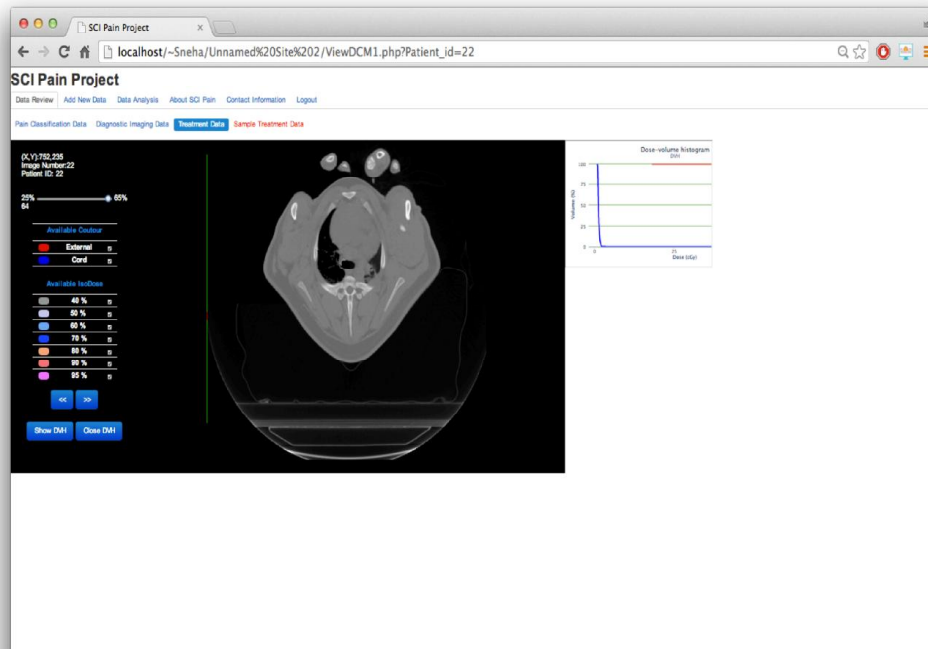 SCI Pain Project
localhost/~Sneha/Unnamed%20Site%202/ViewDCM1.php?Patient_id=22
SCI Pain Project
Data Review Add New Data Data Analysis About SCI Pain Contact Information Logout
Pain Classification Data Diagnostic Imaging Data Treatment Data Sample Treatment Data
(X,Y):752,235
Image Number:22
Patient ID: 22
25% 65%
64
Available Coutour
External
Cord
Available IsoDose
40 %
50 %
60 %
70 %
80 %
90 %
95 %
<< >>
Show DVH Close DVH
Dose-volume histogram
DVH
Volume (%)
100
75
50
25
0
0 25
Dose (cGy)